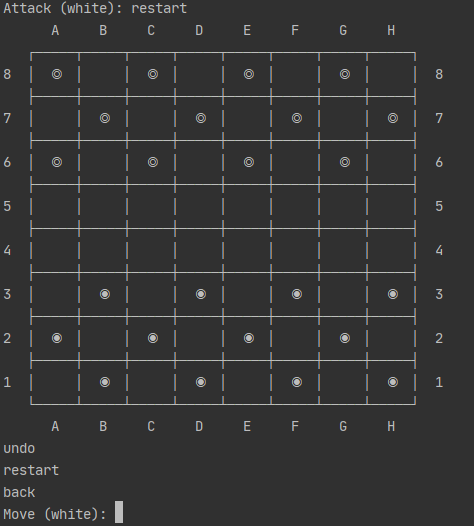 Attack (white): restart
A B C D E F G H
8 ◎ ◎ ◎ ◎ 8
7 ◎ ◎ ◎ ◎ 7
6 ◎ ◎ ◎ ◎ 6
5 5
4 4
3 ◉ ◉ ◉ ◉ 3
2 ◉ ◉ ◉ ◉ 2
1 ◉ ◉ ◉ ◉ 1
A B C D E F G H
undo
restart
back
Move (white):